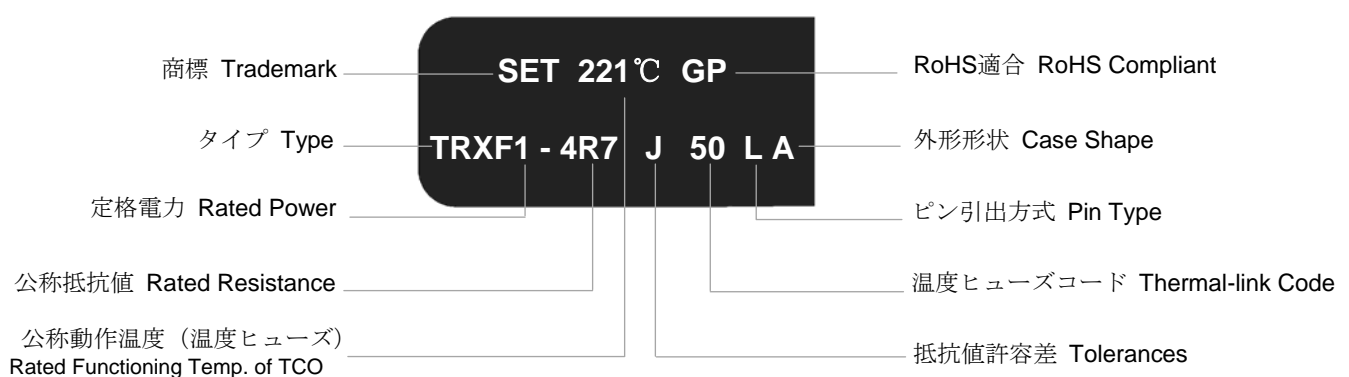 商標 Trademark
SET 221℃ GP
RoHS適合 RoHS Compliant
タイプ Type
TRXF1 - 4R7 J 50 L A
外形形状 Case Shape
定格電力 Rated Power
ピン引出方式 Pin Type
公称抵抗値 Rated Resistance
温度ヒューズコード Thermal-link Code
公称動作温度（温度ヒューズ）
Rated Functioning Temp. of TCO
抵抗値許容差 Tolerances